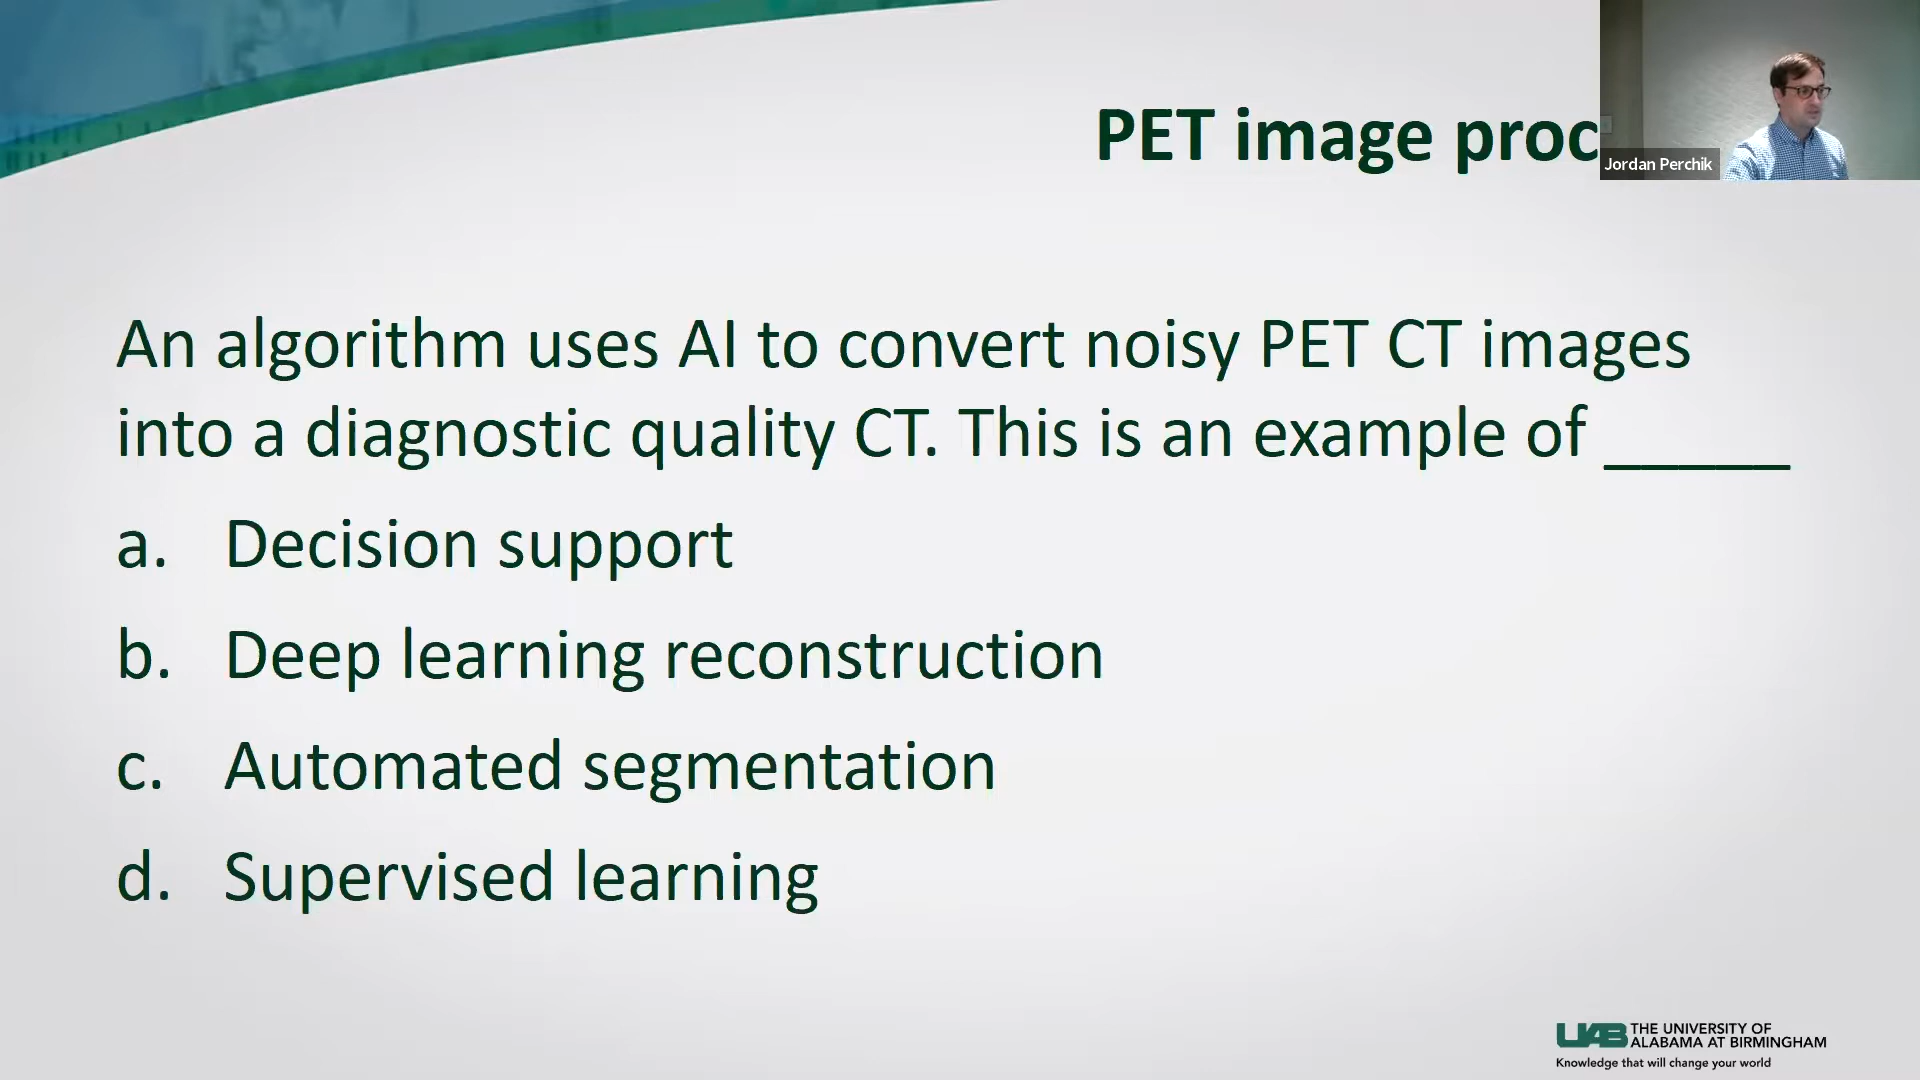 PET image proc
Jordan Perchik
An algorithm uses AI to convert noisy PET CT images
into a diagnostic quality CT. This is an example of _____
a. Decision support
b. Deep learning reconstruction
c. Automated segmentation
d. Supervised learning
UAB THE UNIVERSITY OF
ALABAMA AT BIRMINGHAM
Knowledge that will change your world